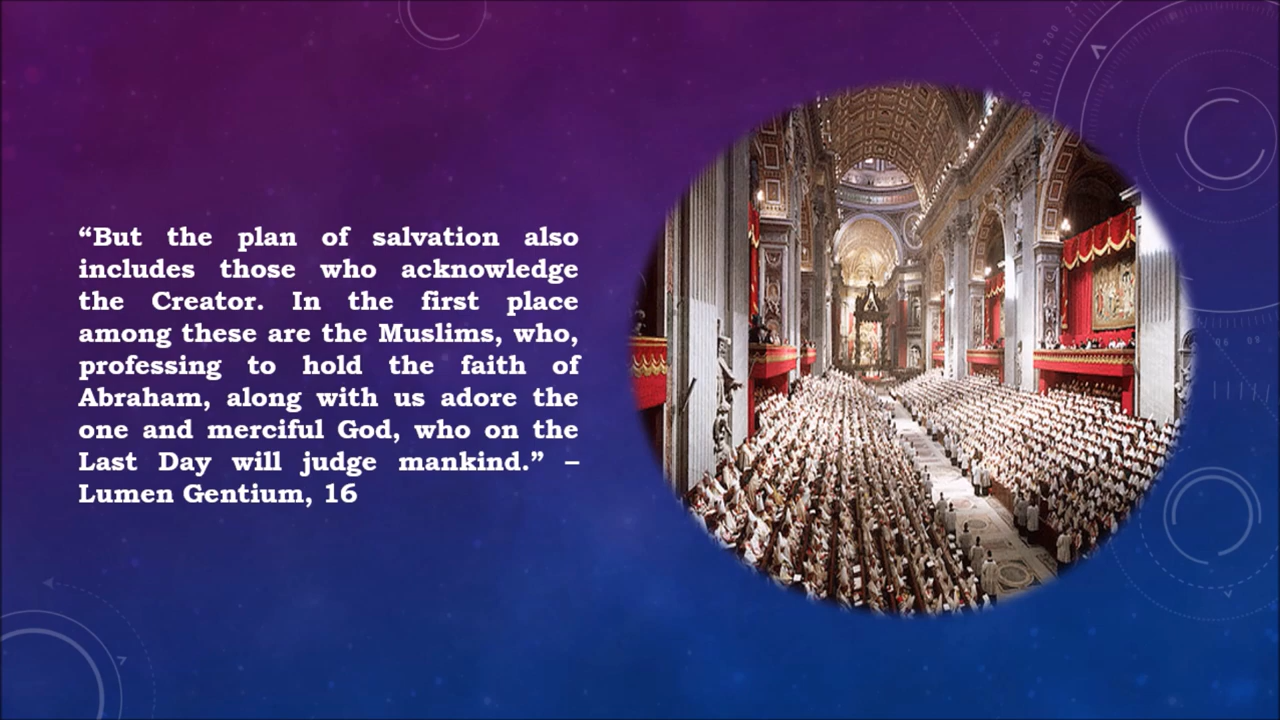 “But the plan of salvation also
includes those who acknowledge
the Creator. In the first place
among these are the Muslims, who,
professing to hold the faith of
Abraham, along with us adore the
one and merciful God, who on the
Last Day will judge mankind.” –
Lumen Gentium, 16